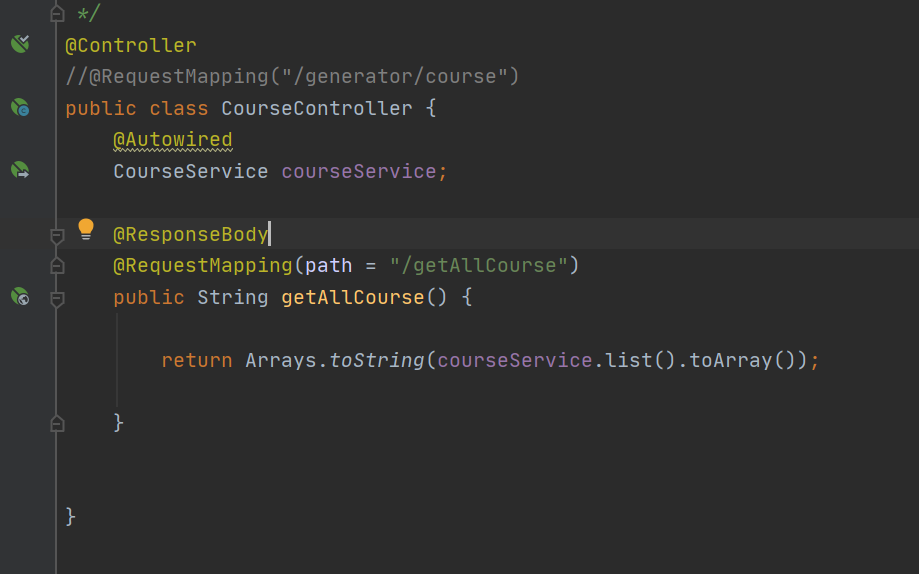 */
@Controller
//@RequestMapping("/generator/course")
public class CourseController {
@Autowired
CourseService courseService;
@ResponseBody
@RequestMapping(path = "/getAllCourse")
public String getAllCourse() {
return Arrays.toString(courseService.list().toArray());
}
}